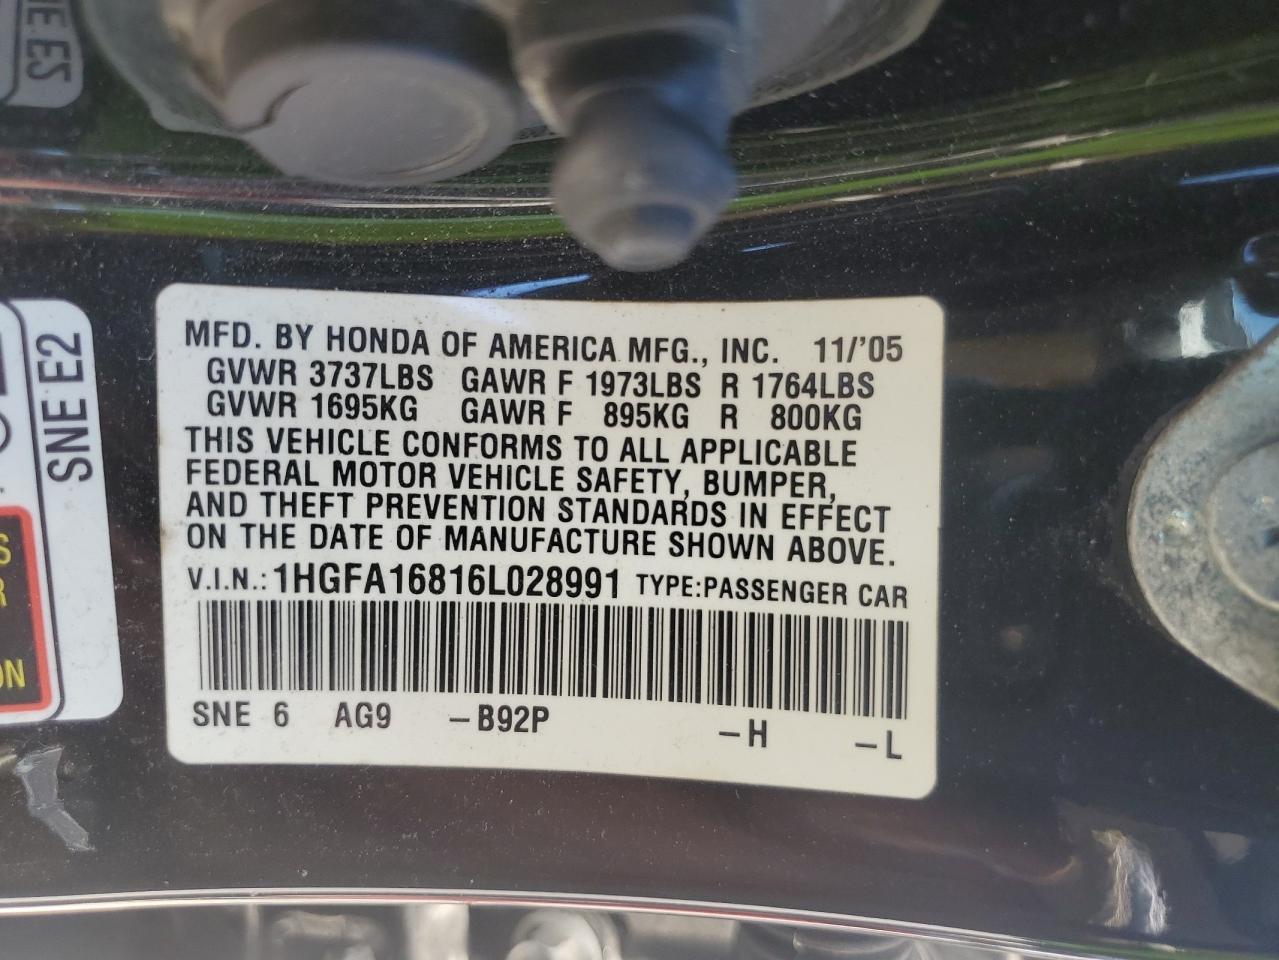 MFD. BY HONDA OF AMERICA MFG., INC. 11/'05
GVWR 3737LBS GAWR F 1973LBS R 1764LBS
GVWR 1695KG GAWR F 895KG R 800KG
THIS VEHICLE CONFORMS TO ALL APPLICABLE
FEDERAL MOTOR VEHICLE SAFETY, BUMPER,
AND THEFT PREVENTION STANDARDS IN EFFECT
ON THE DATE OF MANUFACTURE SHOWN ABOVE.
V.I.N.: 1HGFA16816L028991 TYPE:PASSENGER CAR
SNE 6 AG9 –B92P –H –L
SNE E2